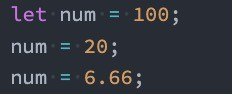 let num = 100;
num = 20;
num = 6.66;